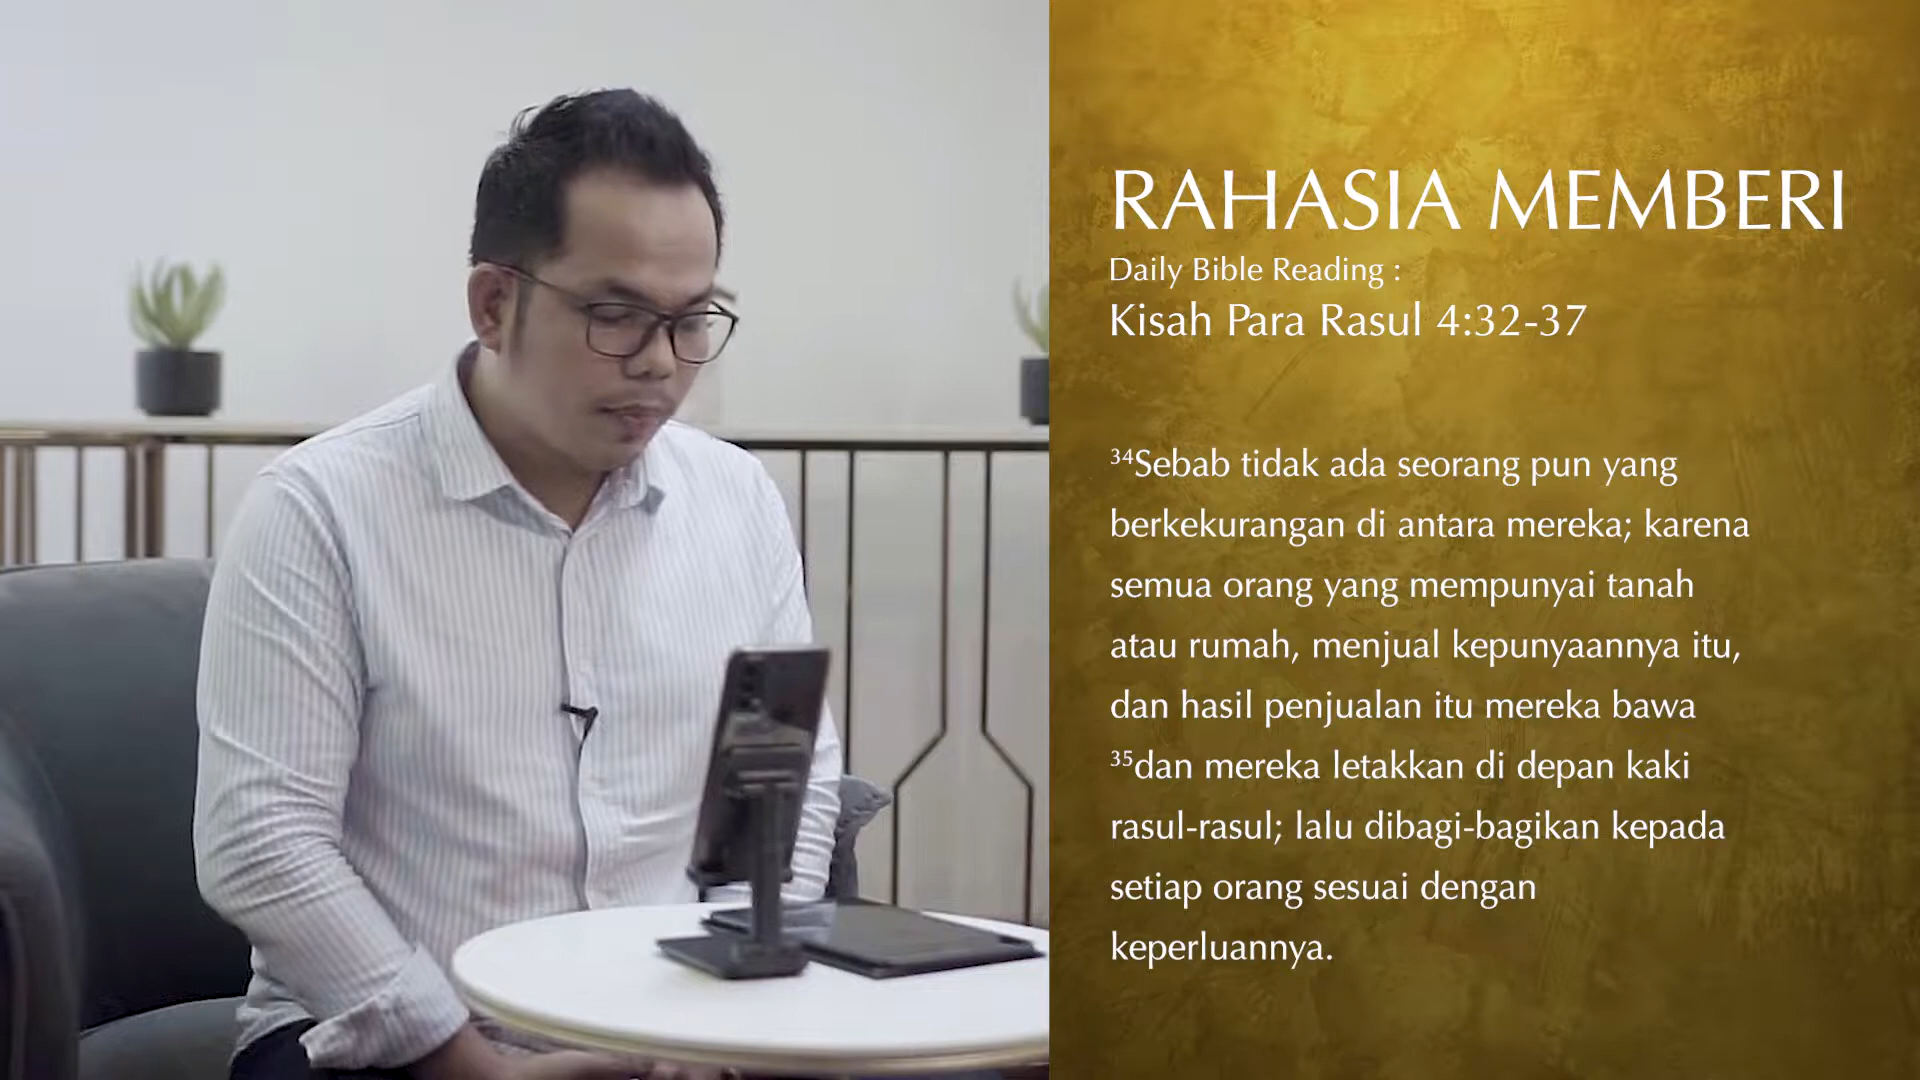 RAHASIA MEMBERI
Daily Bible Reading :
Kisah Para Rasul 4:32-37
³⁴Sebab tidak ada seorang pun yang
berkekurangan di antara mereka; karena
semua orang yang mempunyai tanah
atau rumah, menjual kepunyaannya itu,
dan hasil penjualan itu mereka bawa
³⁵dan mereka letakkan di depan kaki
rasul-rasul; lalu dibagi-bagikan kepada
setiap orang sesuai dengan
keperluannya.